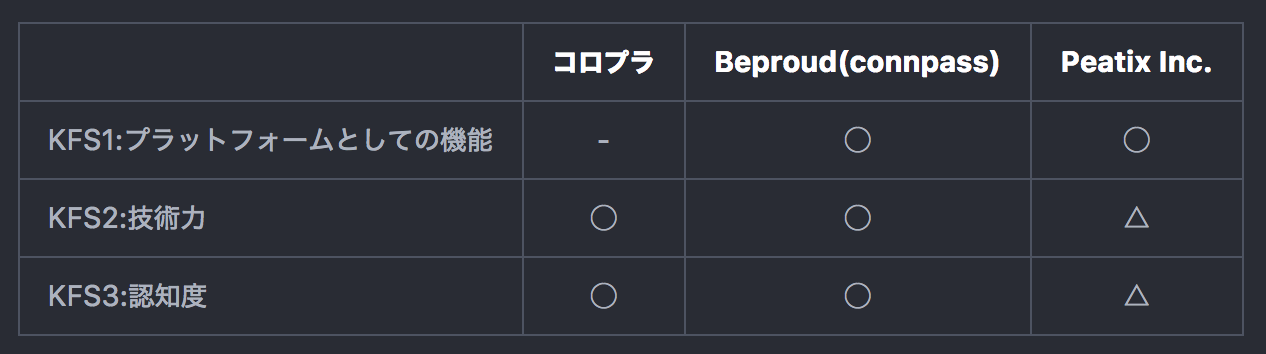 コロプラ Beproud(connpass) Peatix Inc.
KFS1:プラットフォームとしての機能 - ◯ ◯
KFS2:技術力 ◯ ◯ △
KFS3:認知度 ◯ ◯ △